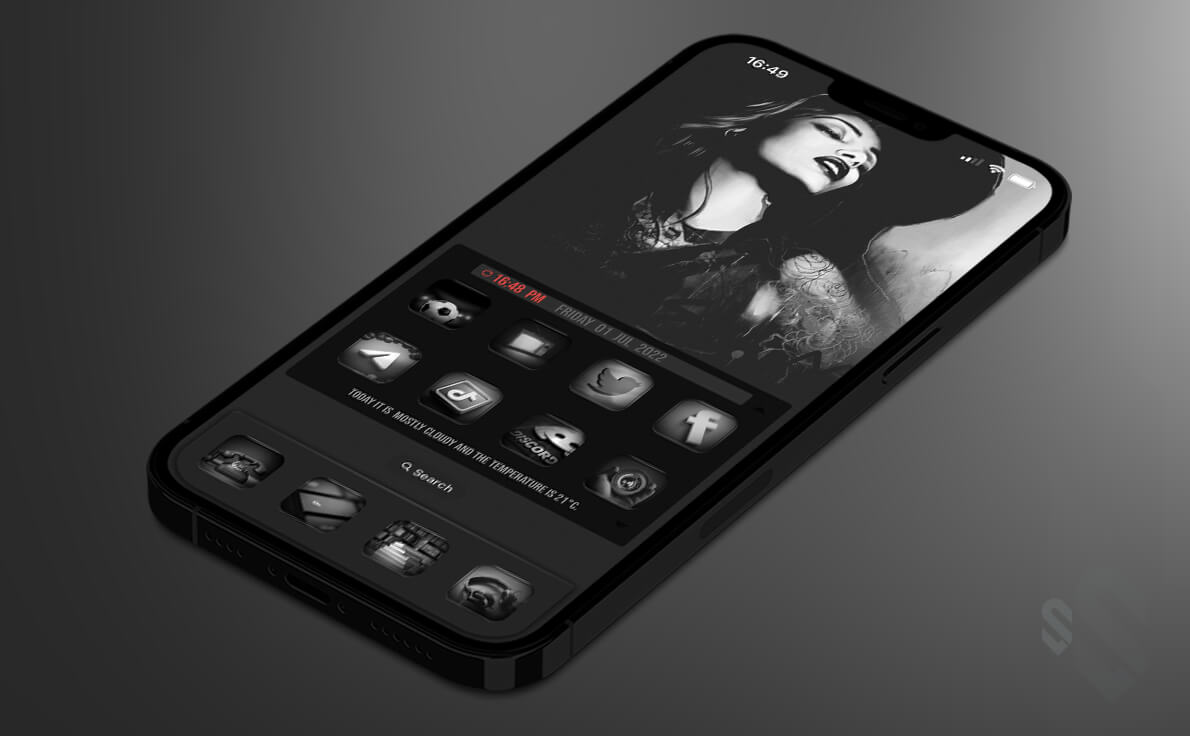 16:49
16:48 PM FRIDAY 01 JUL 2022
DISCORD
TODAY IT IS MOSTLY CLOUDY AND THE TEMPERATURE IS 21°C.
Search